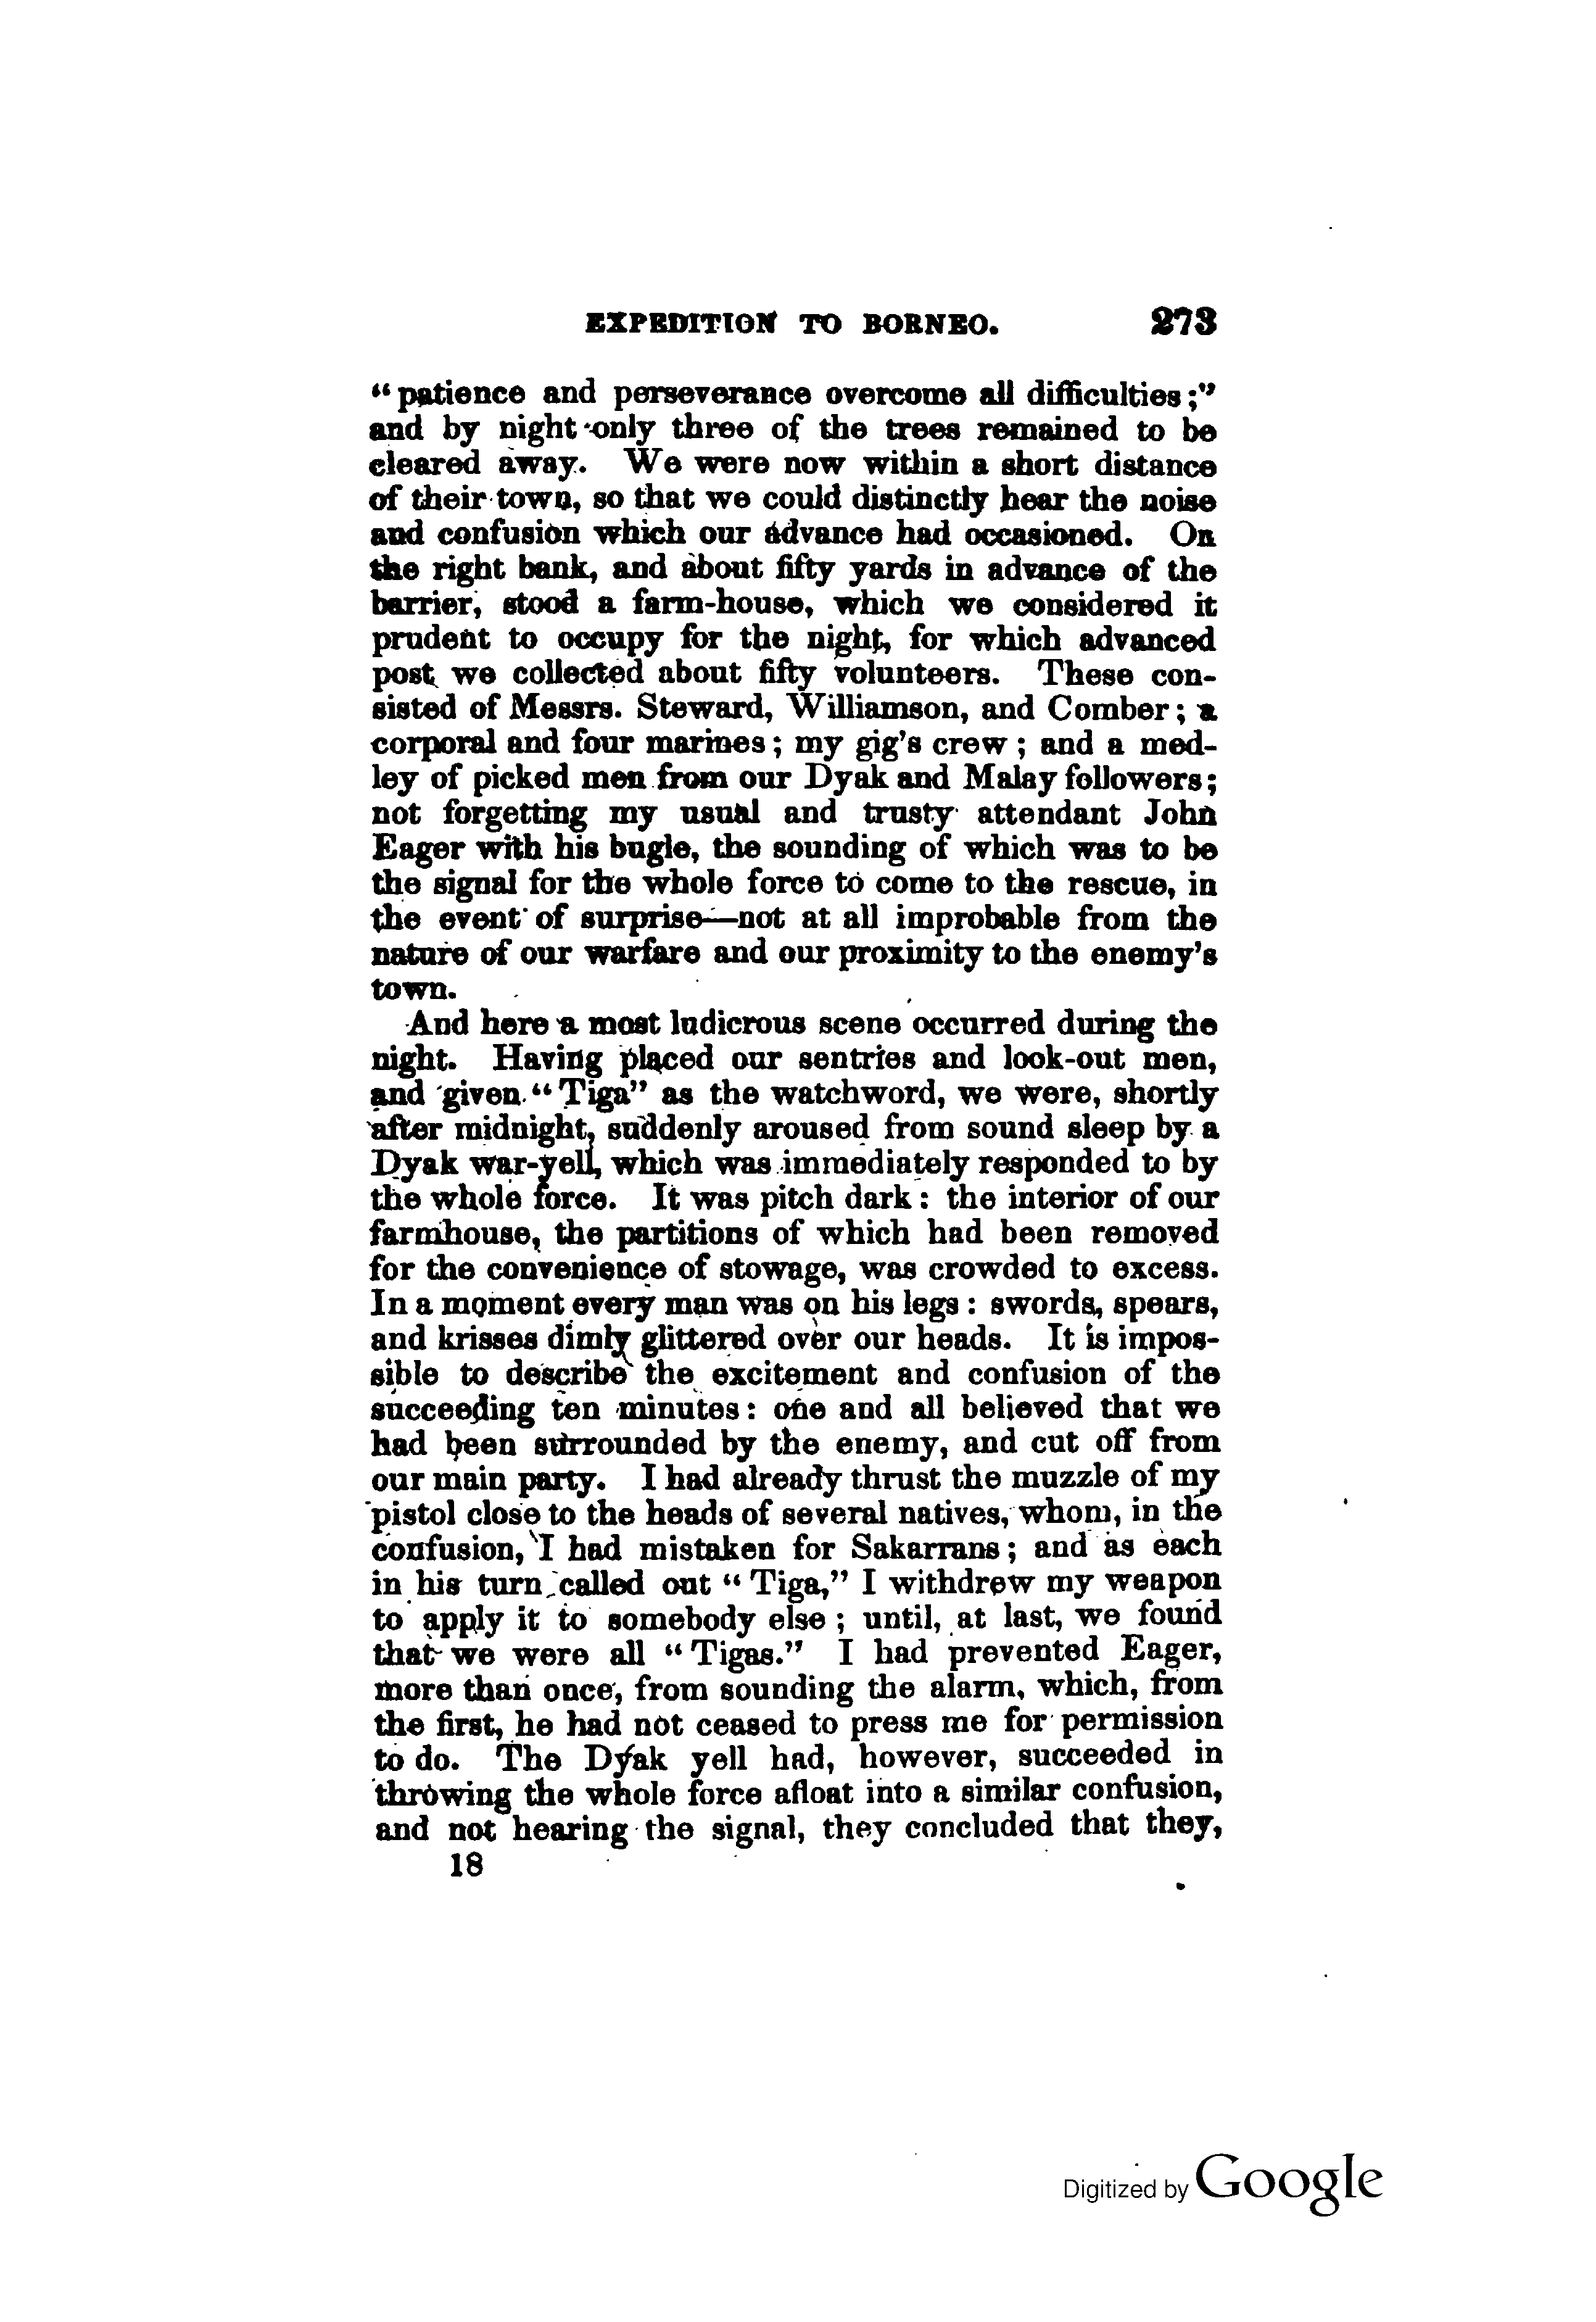 EXPEDITION TO BORNEO. 273
“patience and perseverance overcome all difficulties;”
and by night only three of the trees remained to be
cleared away. We were now within a short distance
of their town, so that we could distinctly hear the noise
and confusion which our advance had occasioned. On
the right bank, and about fifty yards in advance of the
barrier, stood a farm-house, which we considered it
prudent to occupy for the night, for which advanced
post we collected about fifty volunteers. These con-
sisted of Messrs. Steward, Williamson, and Comber; a
corporal and four marines; my gig's crew; and a med-
ley of picked men from our Dyak and Malay followers;
not forgetting my usual and trusty attendant John
Eager with his bugle, the sounding of which was to be
the signal for the whole force to come to the rescue, in
the event of surprise—not at all improbable from the
nature of our warfare and our proximity to the enemy's
town.
And here a most ludicrous scene occurred during the
night. Having placed our sentries and look-out men,
and given “Tiga” as the watchword, we were, shortly
after midnight, suddenly aroused from sound sleep by a
Dyak war-yell, which was immediately responded to by
the whole force. It was pitch dark: the interior of our
farmhouse, the partitions of which had been removed
for the convenience of stowage, was crowded to excess.
In a moment every man was on his legs: swords, spears,
and krisses dimly glittered over our heads. It is impos-
sible to describe the excitement and confusion of the
succeeding ten minutes: one and all believed that we
had been surrounded by the enemy, and cut off from
our main party. I had already thrust the muzzle of my
pistol close to the heads of several natives, whom, in the
confusion, I had mistaken for Sakarrans; and as each
in his turn called out “Tiga,” I withdrew my weapon
to apply it to somebody else; until, at last, we found
that we were all “Tigas.” I had prevented Eager,
more than once, from sounding the alarm, which, from
the first, he had not ceased to press me for permission
to do. The Dyak yell had, however, succeeded in
throwing the whole force afloat into a similar confusion,
and not hearing the signal, they concluded that they,
18
Digitized by Google